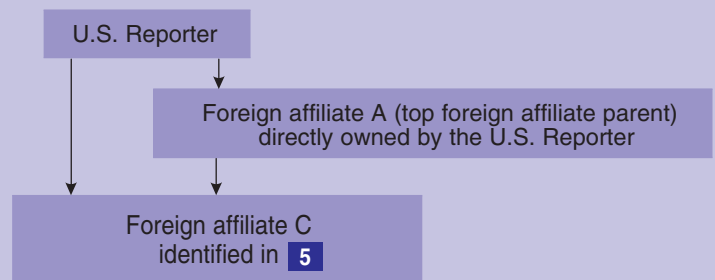 U.S. Reporter
Foreign affiliate A (top foreign affiliate parent)
directly owned by the U.S. Reporter
Foreign affiliate C
identified in 5